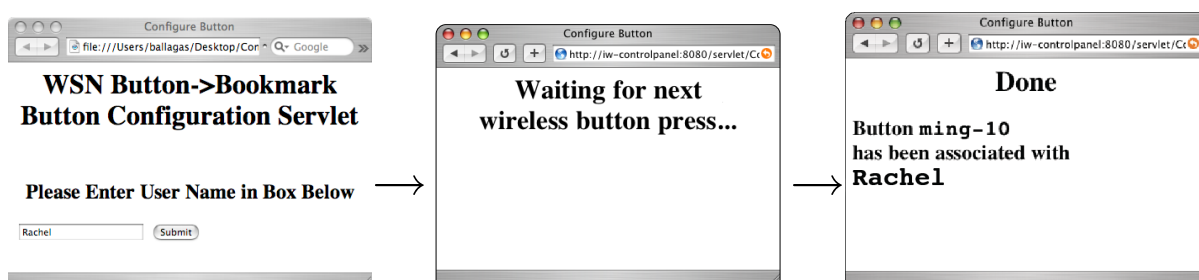 Configure Button
file:///Users/ballagas/Desktop/Con
Google
WSN Button->Bookmark
Button Configuration Servlet
Please Enter User Name in Box Below
Rachel
Submit
Configure Button
http://iw-controlpanel:8080/servlet/Cc
Waiting for next
wireless button press...
Configure Button
http://iw-controlpanel:8080/servlet/Cc
Done
Button ming-10
has been associated with
Rachel